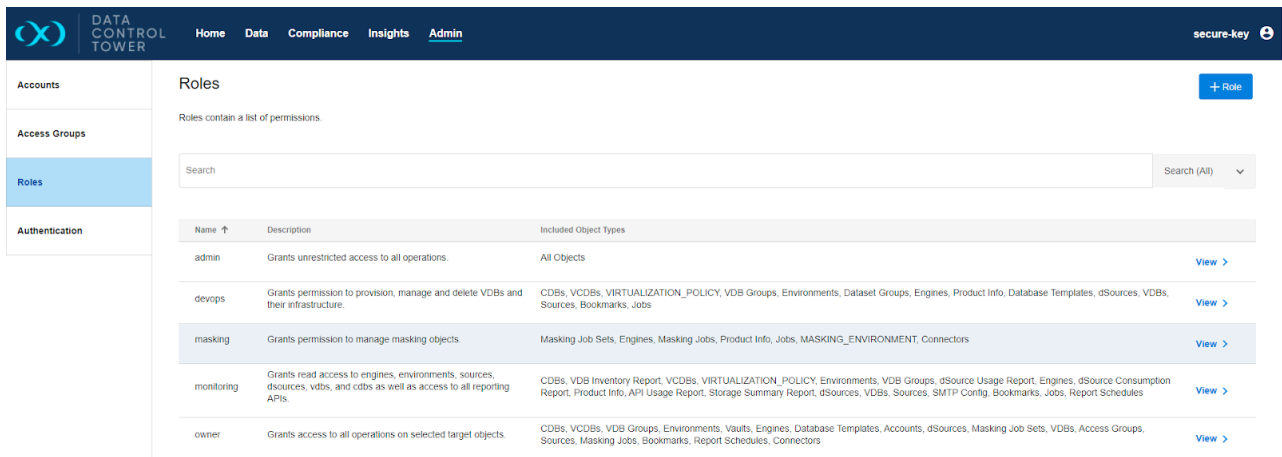 DATA
CONTROL
TOWER
Home Data Compliance Insights Admin
secure-key
Accounts
Access Groups
Roles
Authentication
Roles
+ Role
Roles contain a list of permissions.
Search
Search (All)
Name ↑ Description Included Object Types
admin Grants unrestricted access to all operations. All Objects View >
devops Grants permission to provision, manage and delete VDBs and
their infrastructure.
CDBs, VCDBs, VIRTUALIZATION_POLICY, VDB Groups, Environments, Dataset Groups, Engines, Product Info, Database Templates, dSources, VDBs,
Sources, Bookmarks, Jobs
View >
masking Grants permission to manage masking objects. Masking Job Sets, Engines, Masking Jobs, Product Info, Jobs, MASKING_ENVIRONMENT, Connectors View >
monitoring
Grants read access to engines, environments, sources,
dsources, vdbs, and cdbs as well as access to all reporting
APIs.
CDBs, VDB Inventory Report, VCDBs, VIRTUALIZATION_POLICY, Environments, VDB Groups, dSource Usage Report, Engines, dSource Consumption
Report, Product Info, API Usage Report, Storage Summary Report, dSources, VDBs, Sources, SMTP Config, Bookmarks, Jobs, Report Schedules
View >
owner Grants access to all operations on selected target objects.
CDBs, VCDBs, VDB Groups, Environments, Vaults, Engines, Database Templates, Accounts, dSources, Masking Job Sets, VDBs, Access Groups,
Sources, Masking Jobs, Bookmarks, Report Schedules, Connectors
View >